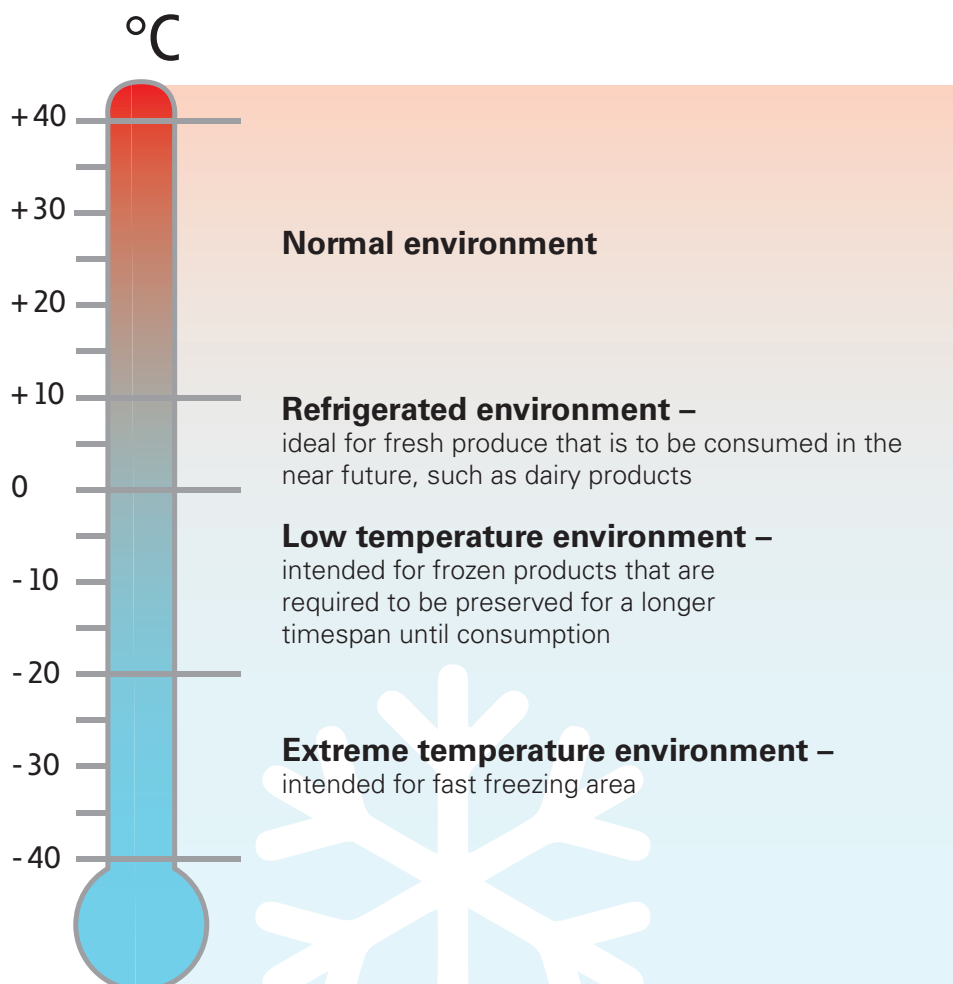 °C
+40
+30
Normal environment
+20
+10
Refrigerated environment –
ideal for fresh produce that is to be consumed in the
near future, such as dairy products
0
Low temperature environment –
intended for frozen products that are
-10
required to be preserved for a longer
timespan until consumption
-20
Extreme temperature environment –
-30
intended for fast freezing area
-40